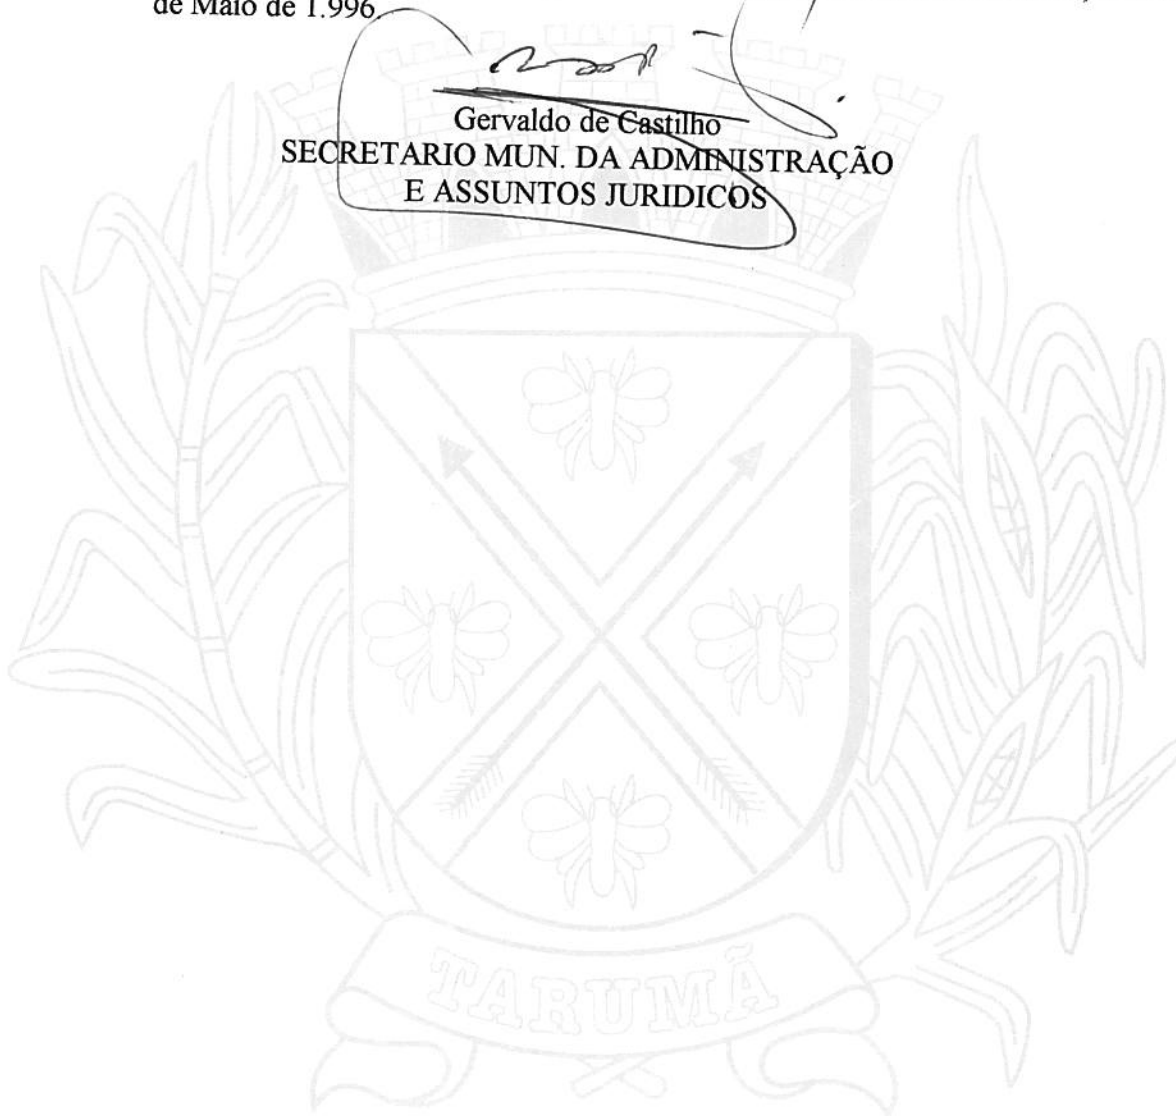 de Maio de 1.996.
Gervaldo de Castilho
SECRETARIO MUN. DA ADMINISTRAÇÃO
E ASSUNTOS JURIDICOS
TARUMÃ